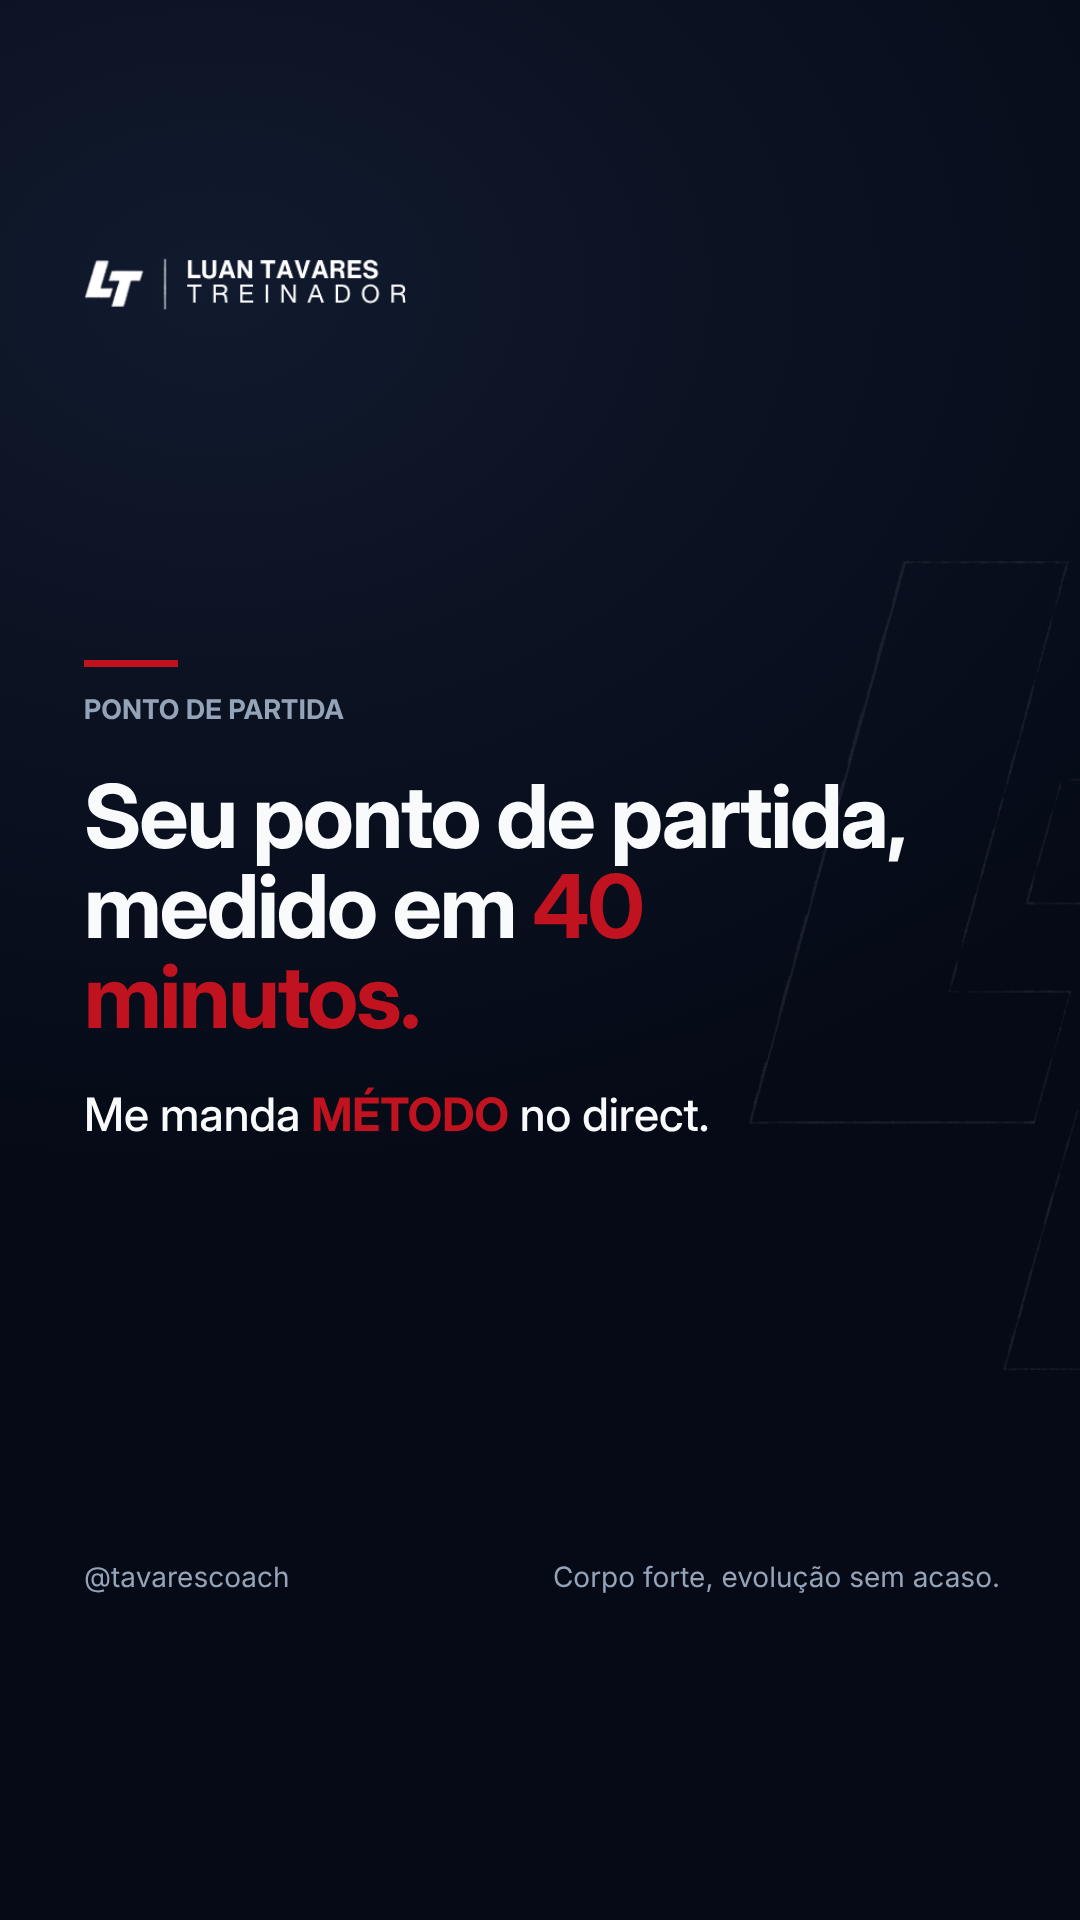 LT
LUAN TAVARES
TREINADOR
PONTO DE PARTIDA
Seu ponto de partida,
medido em 40
minutos.
Me manda MÉTODO no direct.
@tavarescoach
Corpo forte, evolução sem acaso.